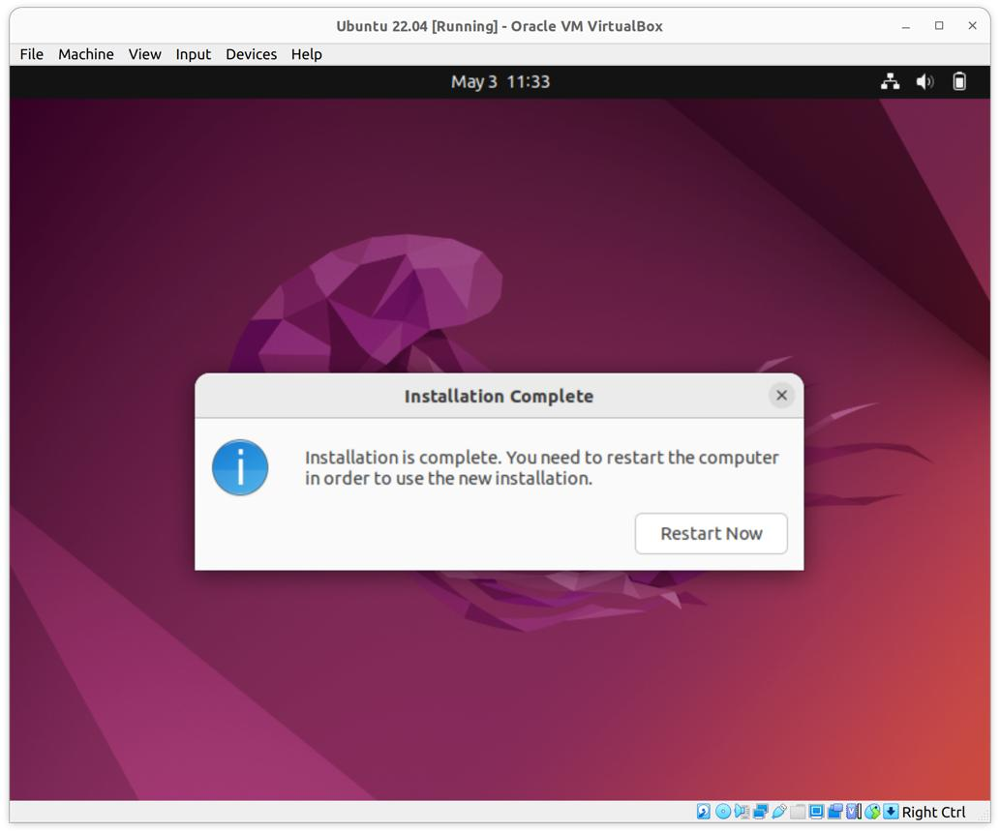 Ubuntu 22.04 [Running] - Oracle VM VirtualBox
File Machine View Input Devices Help
May 3 11:33
Installation Complete
Installation is complete. You need to restart the computer
in order to use the new installation.
Restart Now
Right Ctrl